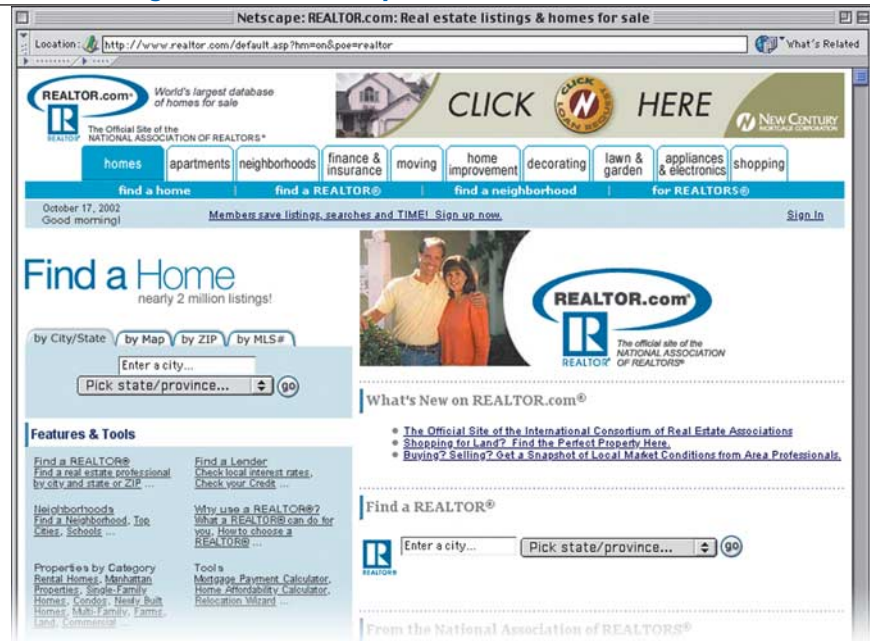 Netscape: REALTOR.com: Real estate listings & homes for sale
Location: http://www.realtor.com/default.asp?hm=on&poe=realtor
What's Related
REALTOR.com®
World's largest database
of homes for sale
REALTOR®
The Official Site of the
NATIONAL ASSOCIATION OF REALTORS®
CLICK
CLICK
LOAN REQUEST
HERE
NEW CENTURY
MORTGAGE CORPORATION
homes
apartments
neighborhoods
finance &
insurance
moving
home
improvement
decorating
lawn &
garden
appliances
& electronics
shopping
find a home | find a REALTOR® | find a neighborhood | for REALTORS®
October 17, 2002
Good morning!
Members save listings, searches and TIME! Sign up now.
Sign In
Find a Home
nearly 2 million listings!
by City/State
by Map
by ZIP
by MLS#
Enter a city...
Pick state/province...
go
REALTOR.com®
REALTOR®
The official site of the
NATIONAL ASSOCIATION
OF REALTORS®
What's New on REALTOR.com®
The Official Site of the International Consortium of Real Estate Associations
Shopping for Land? Find the Perfect Property Here.
Buying? Selling? Get a Snapshot of Local Market Conditions from Area Professionals.
Features & Tools
Find a REALTOR®
Find a real estate professional
by city and state or ZIP ...
Find a Lender
Check local interest rates,
Check your Credit ...
Neighborhoods
Find a Neighborhood, Top
Cities, Schools ...
Why use a REALTOR®?
What a REALTOR® can do for
you, How to choose a
REALTOR® ...
Properties by Category
Rental Homes, Manhattan
Properties, Single-Family
Homes, Condos, Newly Built
Homes, Multi-Family, Farms,
Land, Commercial ...
Tools
Mortgage Payment Calculator,
Home Affordability Calculator,
Relocation Wizard ...
Find a REALTOR®
REALTOR®
Enter a city...
Pick state/province...
go
From the National Association of REALTORS®